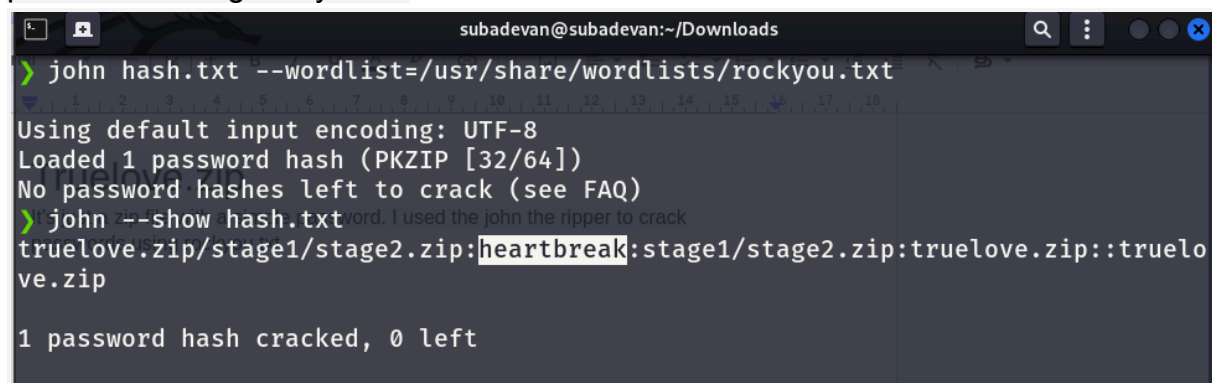 subadevan@subadevan:~/Downloads
❯ john hash.txt --wordlist=/usr/share/wordlists/rockyou.txt
Using default input encoding: UTF-8
Loaded 1 password hash (PKZIP [32/64])
Truelove.zip
No password hashes left to crack (see FAQ)
❯ john --show hash.txt
truelove.zip/stage1/stage2.zip:heartbreak:stage1/stage2.zip:truelove.zip::truelo
ve.zip
1 password hash cracked, 0 left